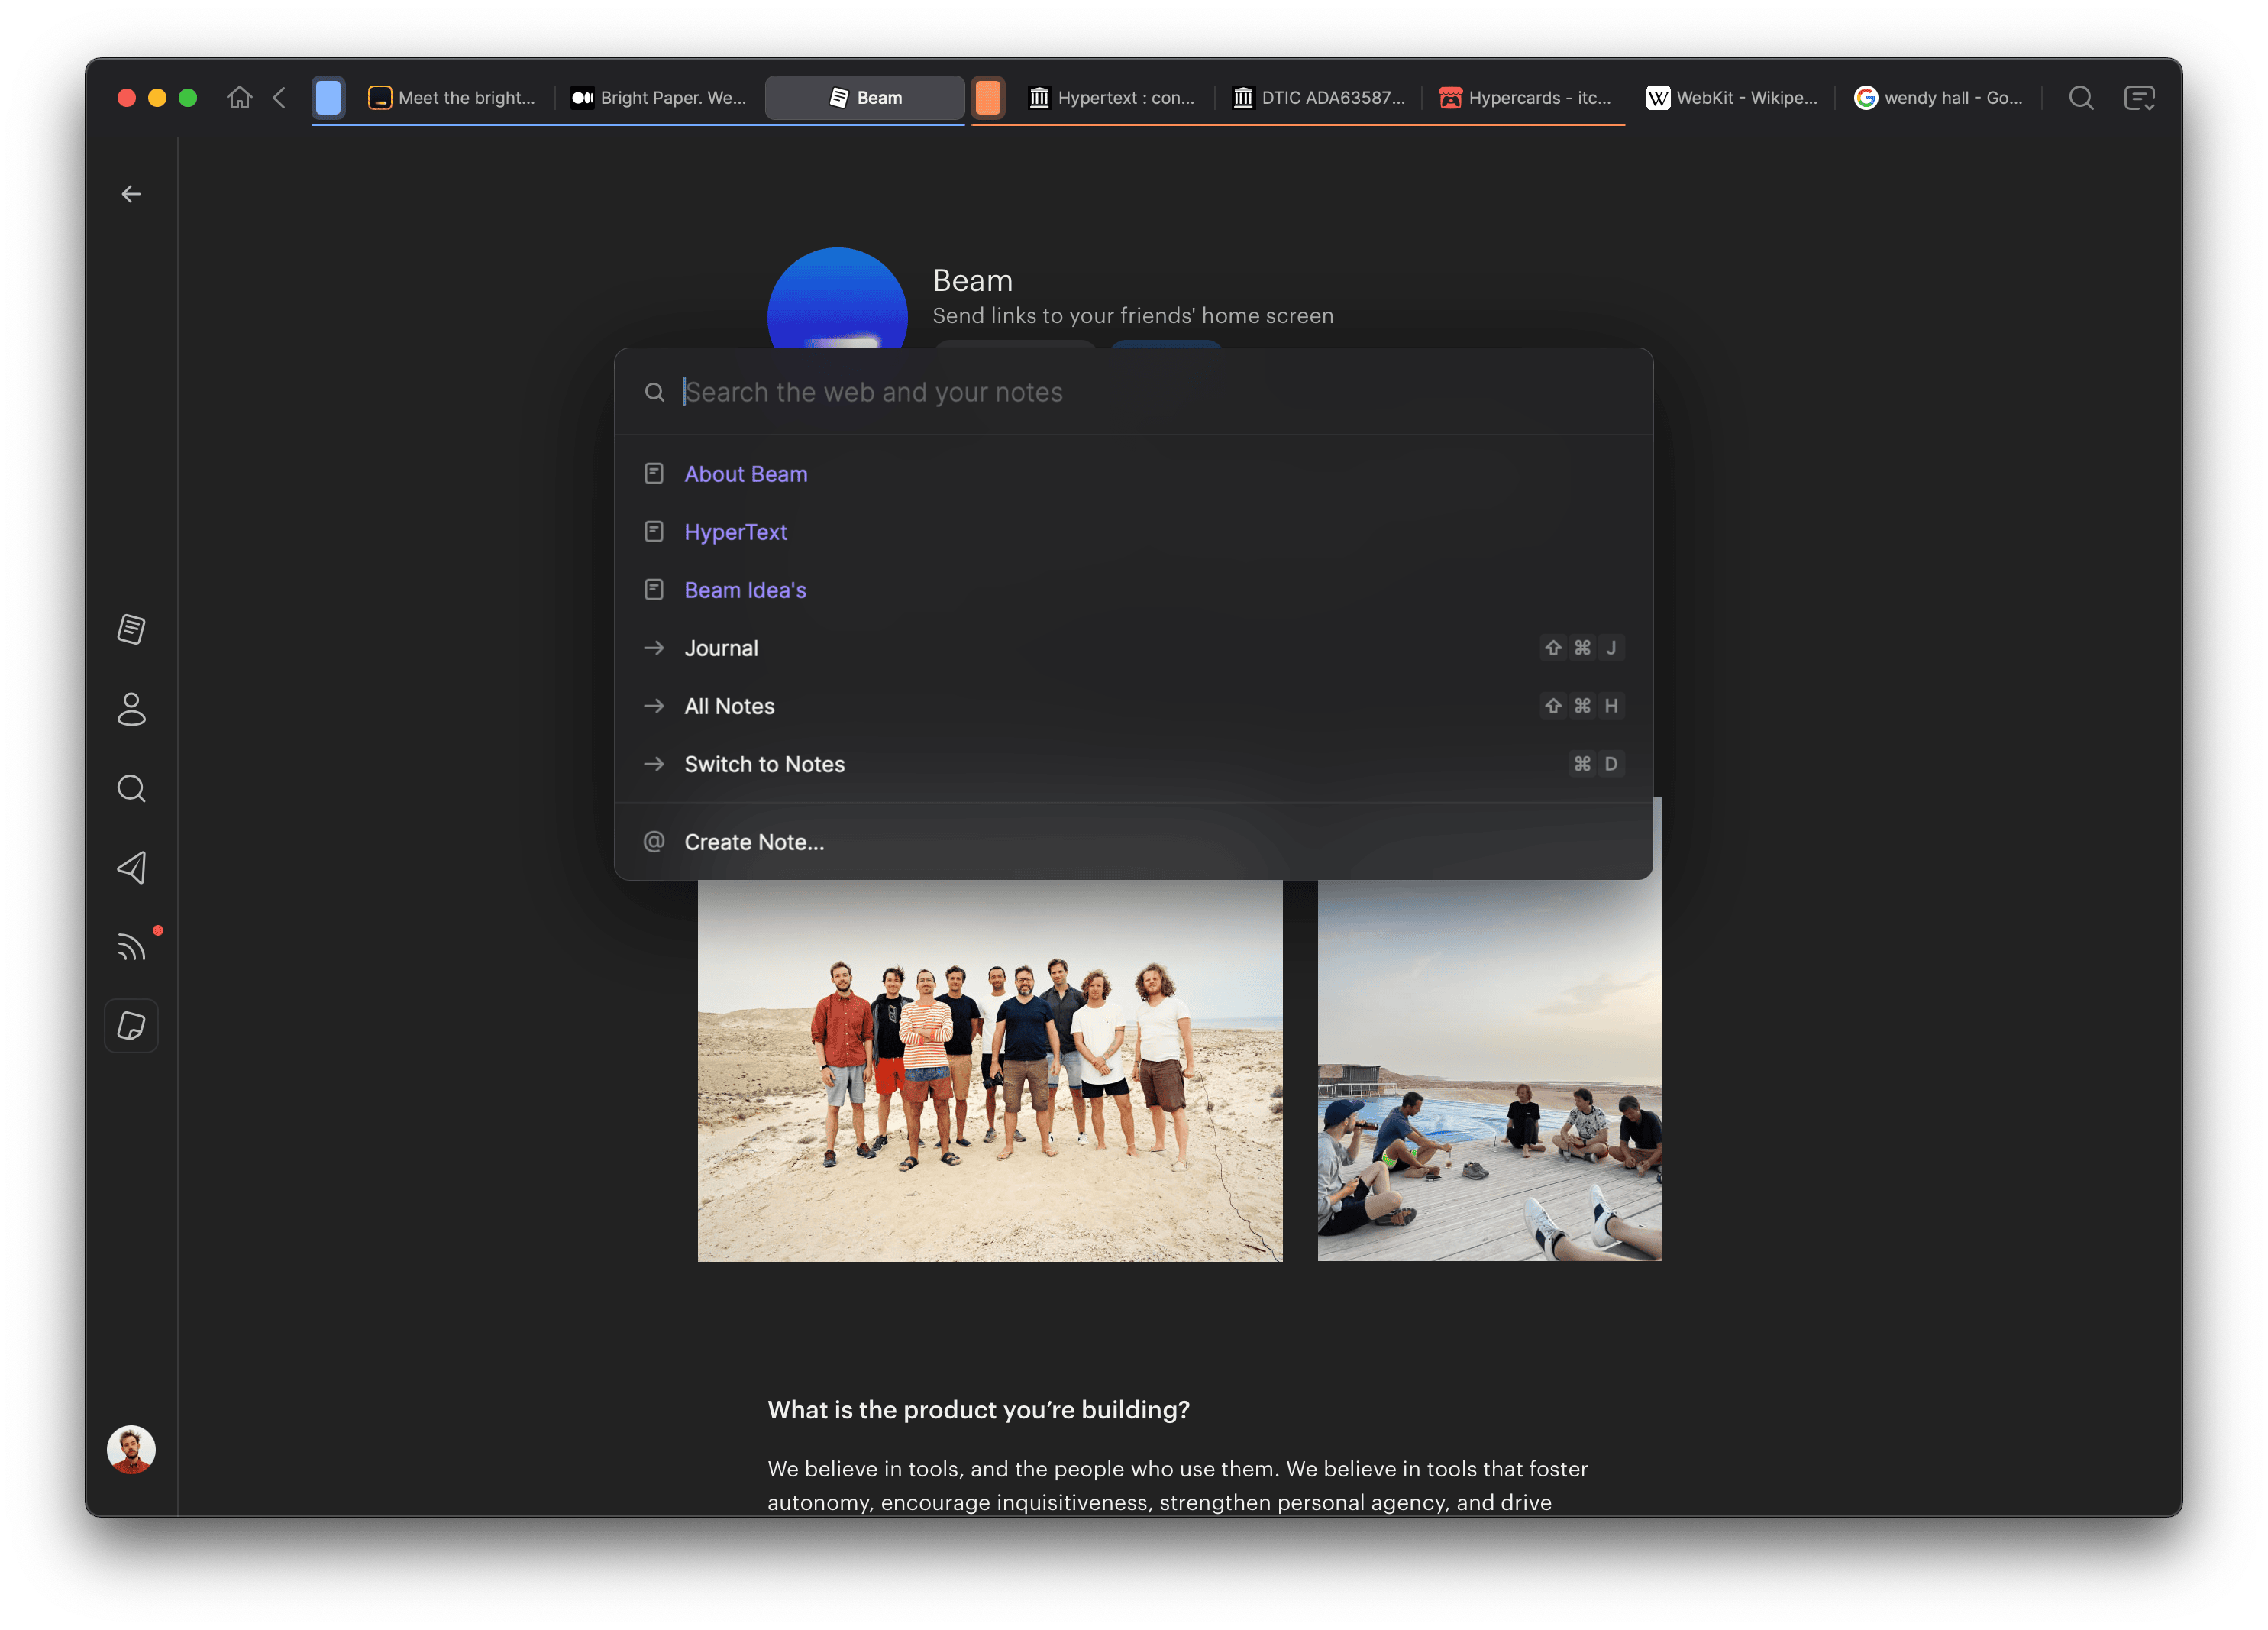 Meet the bright...
Bright Paper. We...
Beam
Hypertext : con...
DTIC ADA63587...
Hypercards - itc...
W WebKit - Wikipe...
G wendy hall - Go...
Beam
Send links to your friends' home screen
Search the web and your notes
About Beam
HyperText
Beam Idea's
Journal ⇧ ⌘ J
All Notes ⇧ ⌘ H
Switch to Notes ⌘ D
@ Create Note...
What is the product you’re building?
We believe in tools, and the people who use them. We believe in tools that foster
autonomy, encourage inquisitiveness, strengthen personal agency, and drive